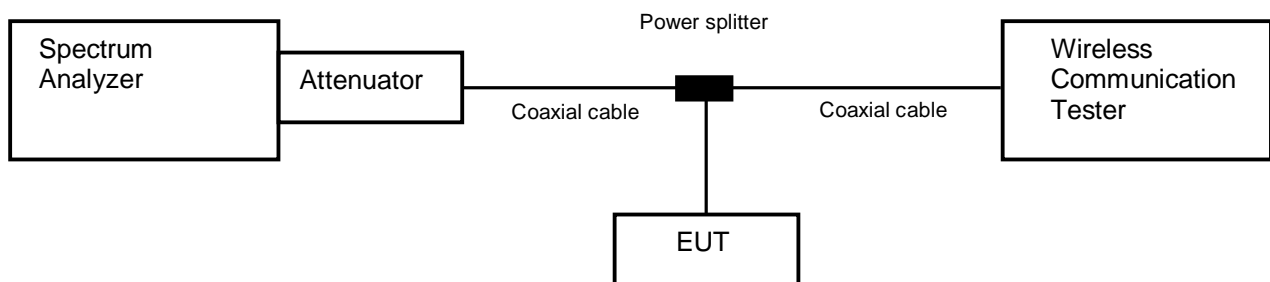 Power splitter
Spectrum
Analyzer
Attenuator
Wireless
Communication
Tester
Coaxial cable
Coaxial cable
EUT